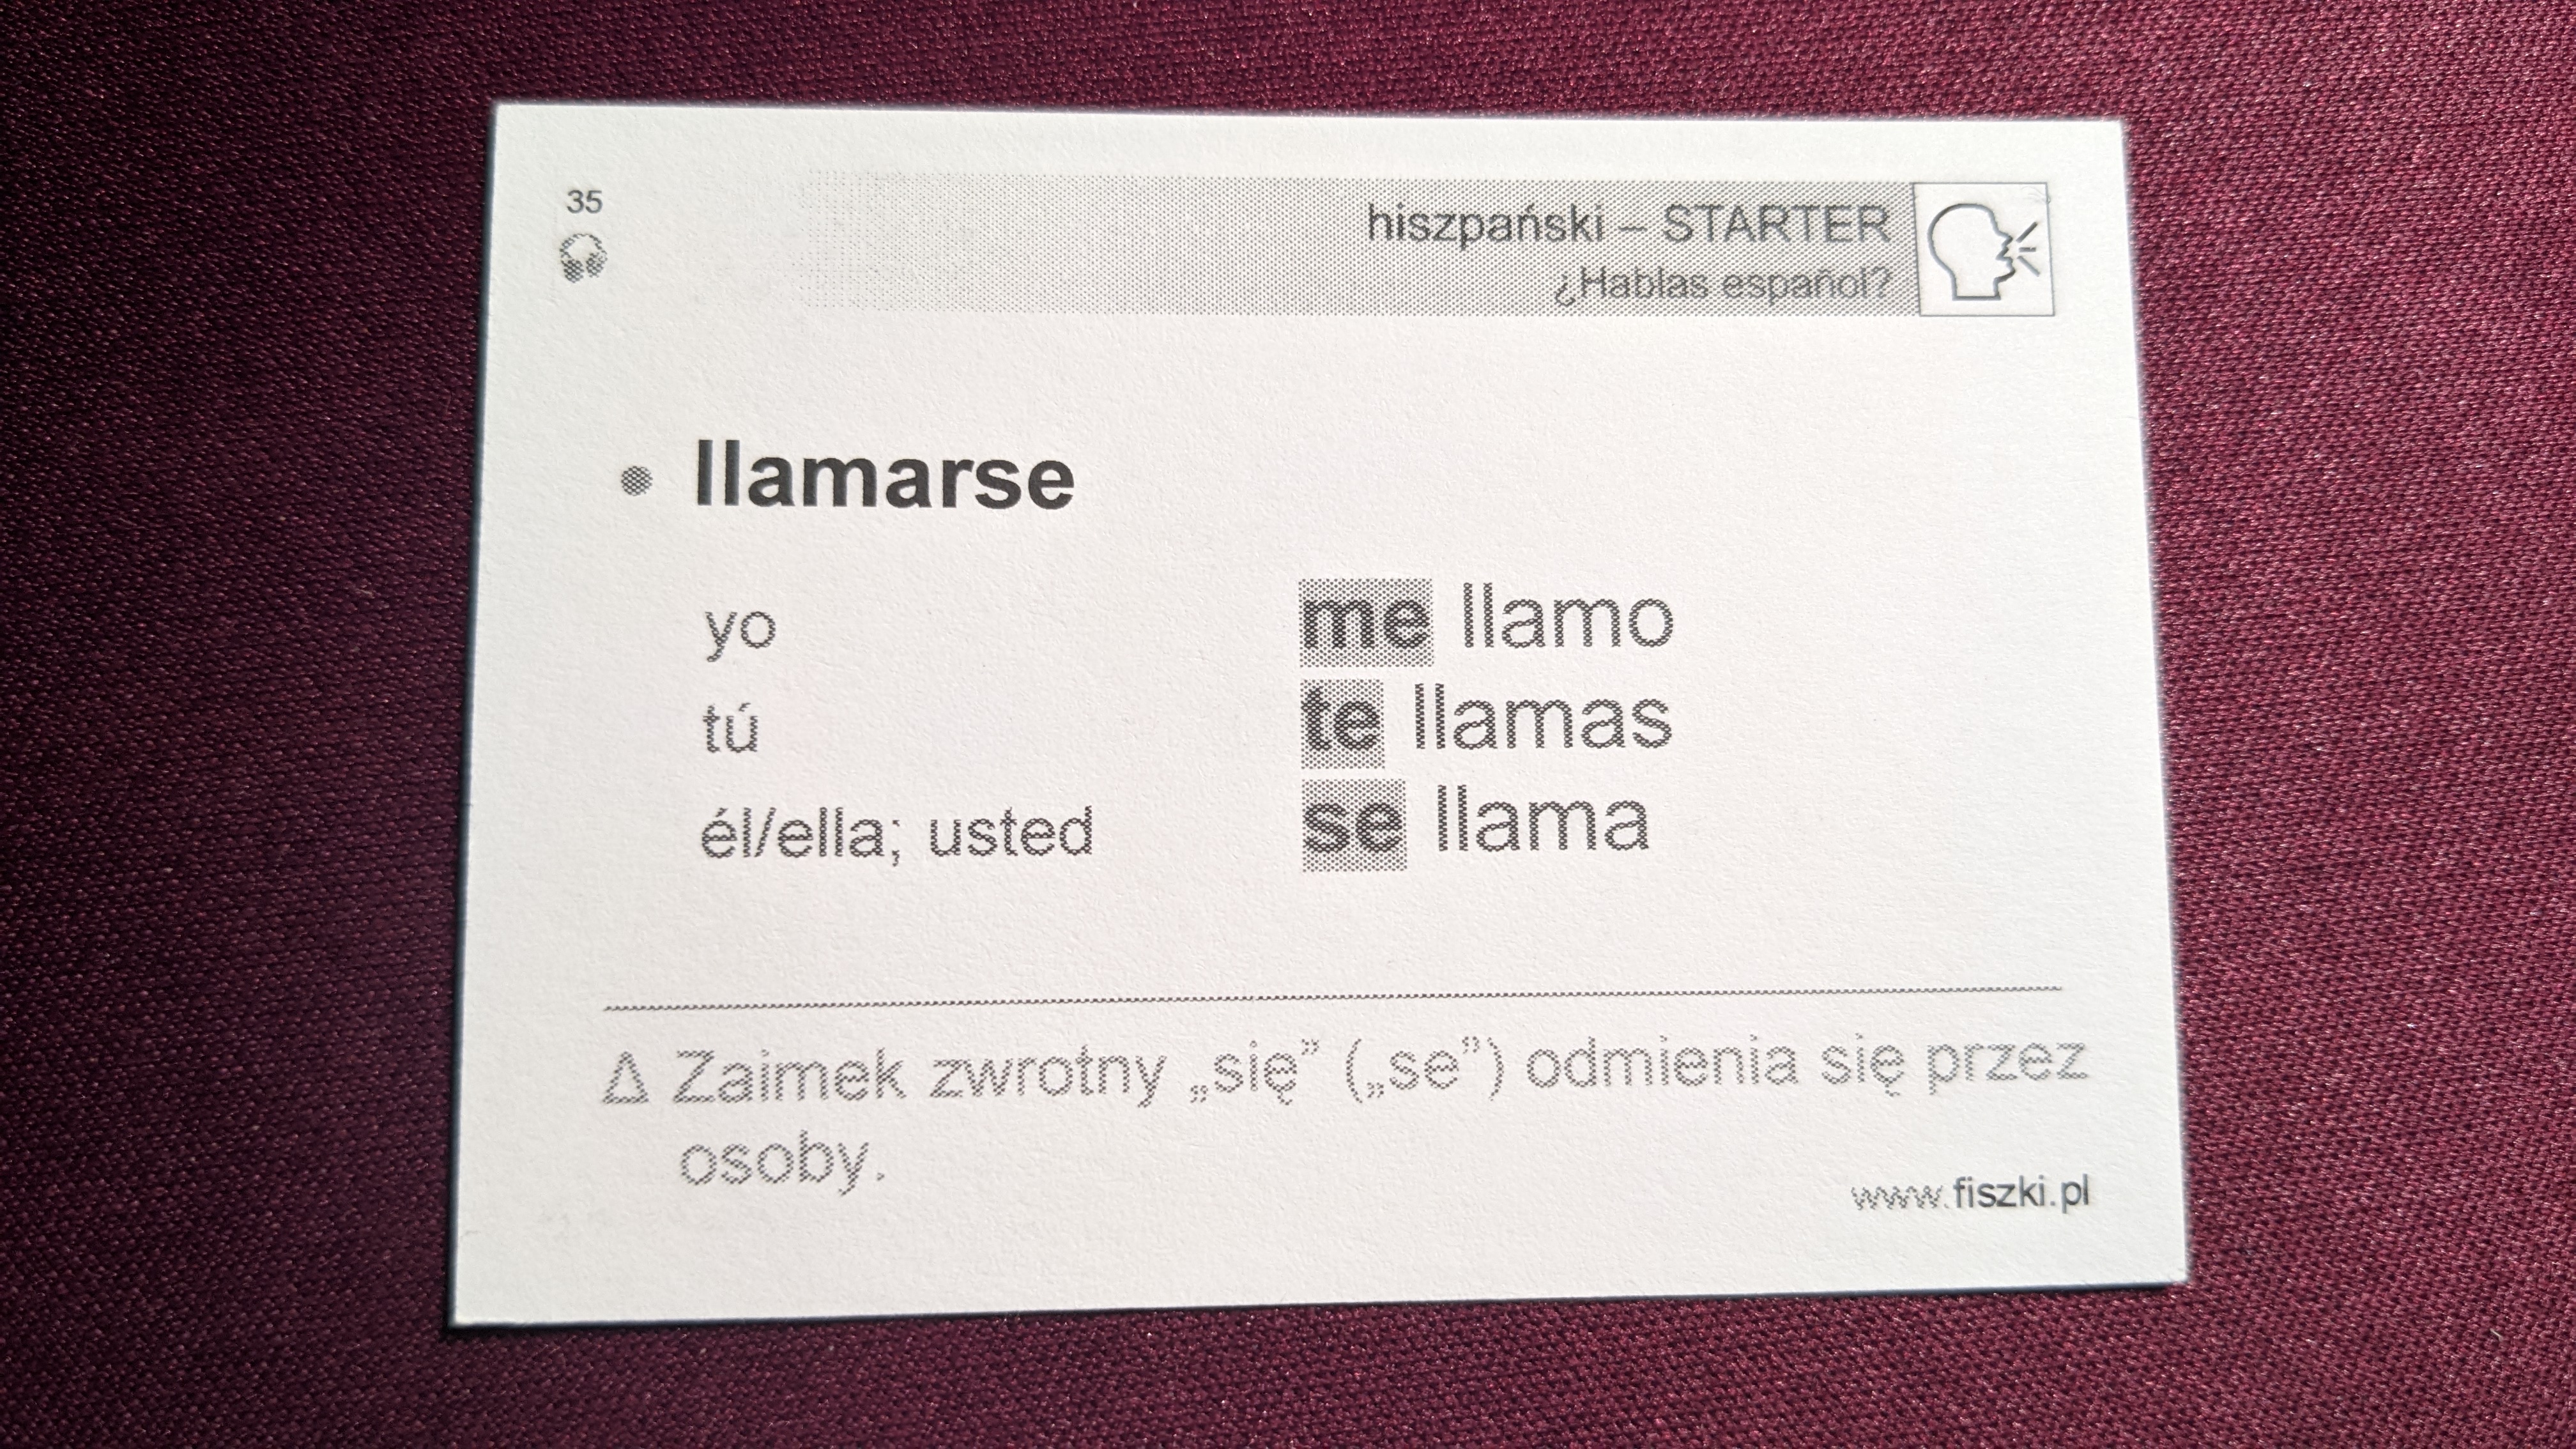 35
hiszpański – STARTER
¿Hablas español?
• llamarse
yo me llamo
tú te llamas
él/ella; usted se llama
Δ Zaimek zwrotny „się” („se”) odmienia się przez
osoby.
www.fiszki.pl